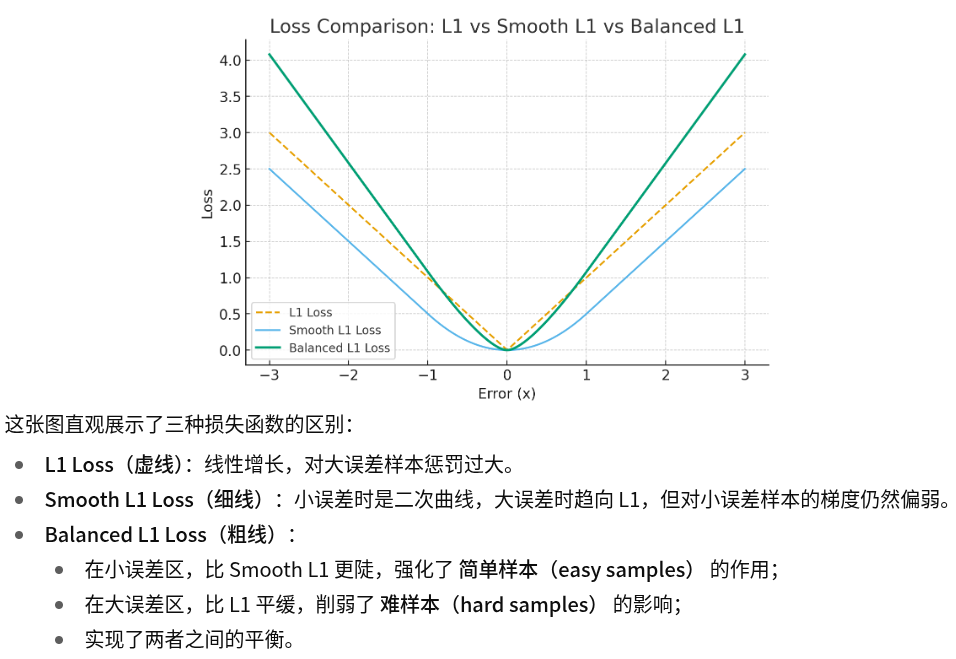 Loss Comparison: L1 vs Smooth L1 vs Balanced L1
4.0
3.5
3.0
2.5
2.0
1.5
1.0
0.5
0.0
Loss
L1 Loss
Smooth L1 Loss
Balanced L1 Loss
−3 −2 −1 0 1 2 3
Error (x)
这张图直观展示了三种损失函数的区别：
L1 Loss（虚线）：线性增长，对大误差样本惩罚过大。
Smooth L1 Loss（细线）：小误差时是二次曲线，大误差时趋向 L1，但对小误差样本的梯度仍然偏弱。
Balanced L1 Loss（粗线）：
在小误差区，比 Smooth L1 更陡，强化了 简单样本（easy samples） 的作用；
在大误差区，比 L1 平缓，削弱了 难样本（hard samples） 的影响；
实现了两者之间的平衡。